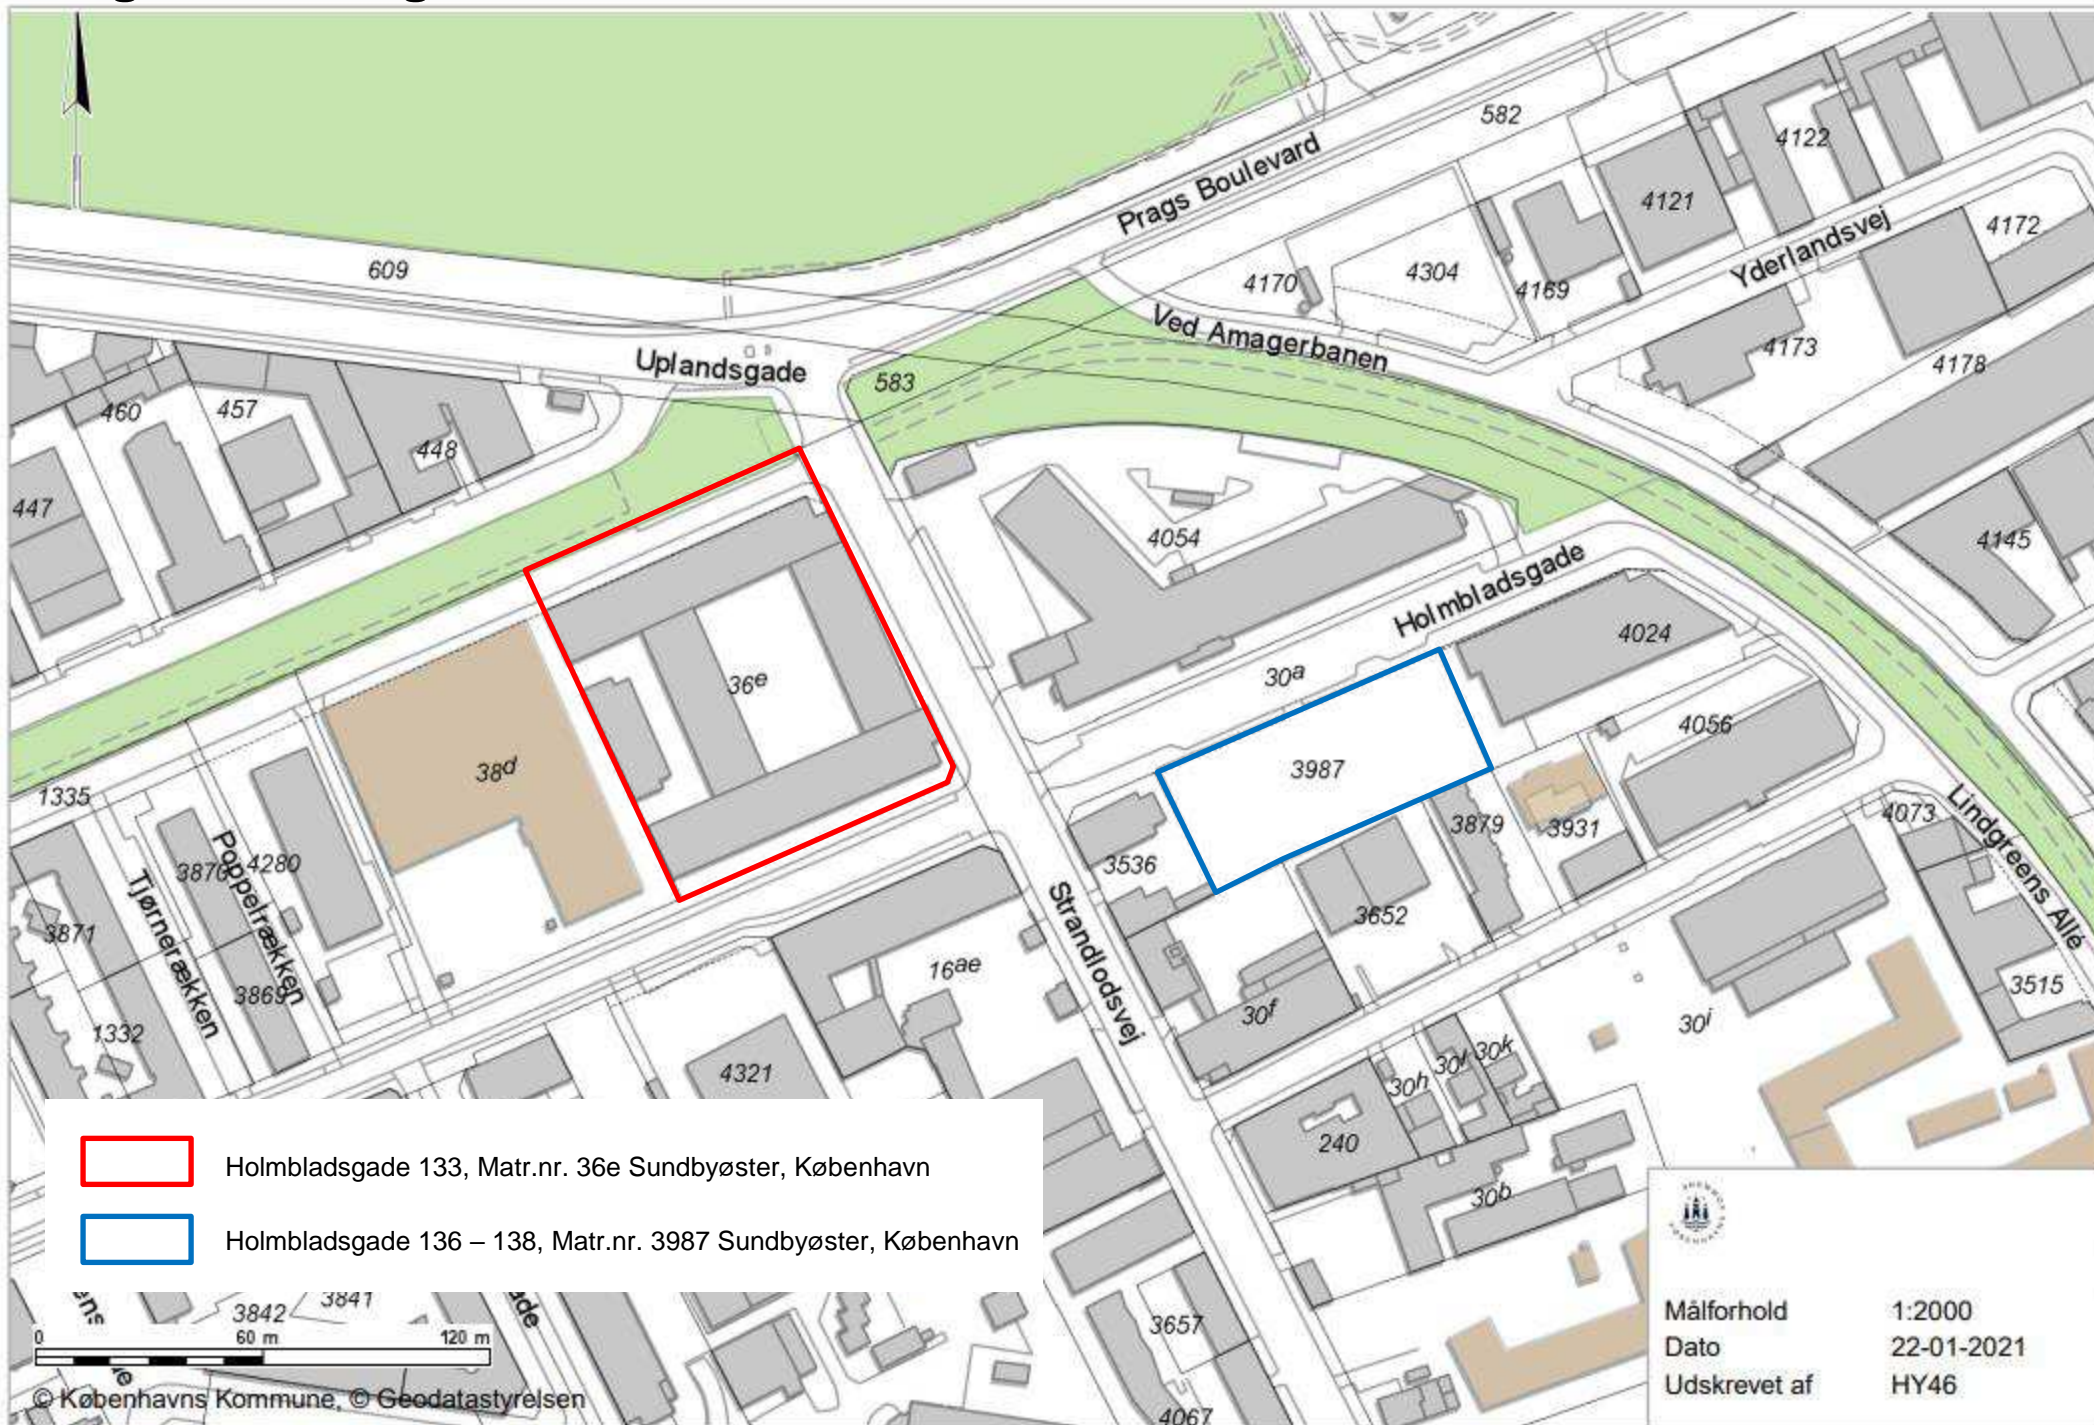 582
4122
Prags Boulevard
4121
4172
609
4170
4304
4169
Yderlandsvej
Ved Amagerbanen
4173
4178
Uplandsgade
583
460
457
448
447
4054
4145
Holmbladsgade
4024
36e
30a
4056
38d
3987
1335
3870
Poppelrækken
4280
3536
3879
3931
4073
Lindgreens Allé
Tjørnerækken
3871
3652
Strandlodsvej
16ae
3869
1332
30f
30i
3515
4321
30h
30l
30k
240
30b
Holmbladsgade 133, Matr.nr. 36e Sundbyøster, København
Holmbladsgade 136 – 138, Matr.nr. 3987 Sundbyøster, København
3842
3841
3657
4067
0 60 m 120 m
© Københavns Kommune, © Geodatastyrelsen
Målforhold 1:2000
Dato 22-01-2021
Udskrevet af HY46